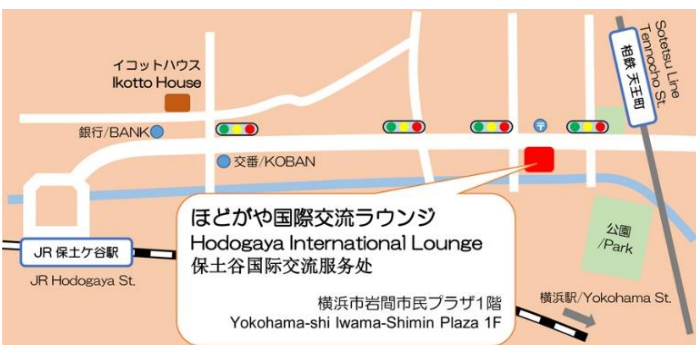 イコットハウス
Ikotto House
銀行/BANK
交番/KOBAN
〒
Sotetsu Line
Tennocho St.
相鉄 天王町
ほどがや国際交流ラウンジ
Hodogaya International Lounge
保土谷国际交流服务处
横浜市岩間市民プラザ1階
Yokohama-shi Iwama-Shimin Plaza 1F
JR 保土ケ谷駅
JR Hodogaya St.
公園
/Park
横浜駅/Yokohama St.